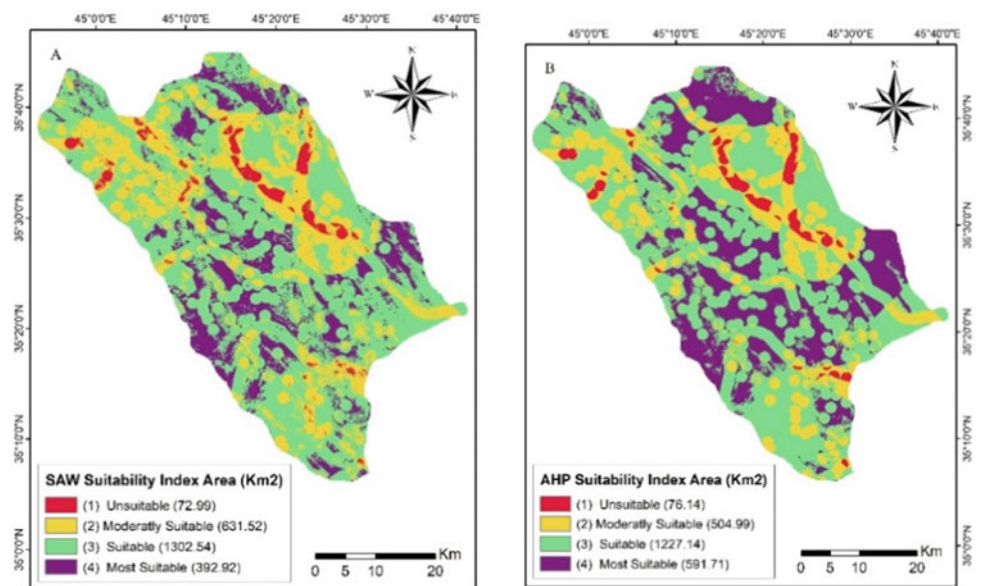 45°0'0"E 45°10'0"E 45°20'0"E 45°30'0"E 45°40'0"E
A
N
W E
S
35°40'0"N
35°30'0"N
35°20'0"N
35°10'0"N
35°0'0"N
SAW Suitability Index Area (Km2)
(1) Unsuitable (72.99)
(2) Moderatly Suitable (631.52)
(3) Suitable (1302.54)
(4) Most Suitable (392.92)
Km
0 5 10 20
45°0'0"E 45°10'0"E 45°20'0"E 45°30'0"E 45°40'0"E
B
N
W E
S
35°40'0"N
35°30'0"N
35°20'0"N
35°10'0"N
35°0'0"N
AHP Suitability Index Area (Km2)
(1) Unsuitable (76.14)
(2) Moderatly Suitable (504.99)
(3) Suitable (1227.14)
(4) Most Suitable (591.71)
Km
0 5 10 20